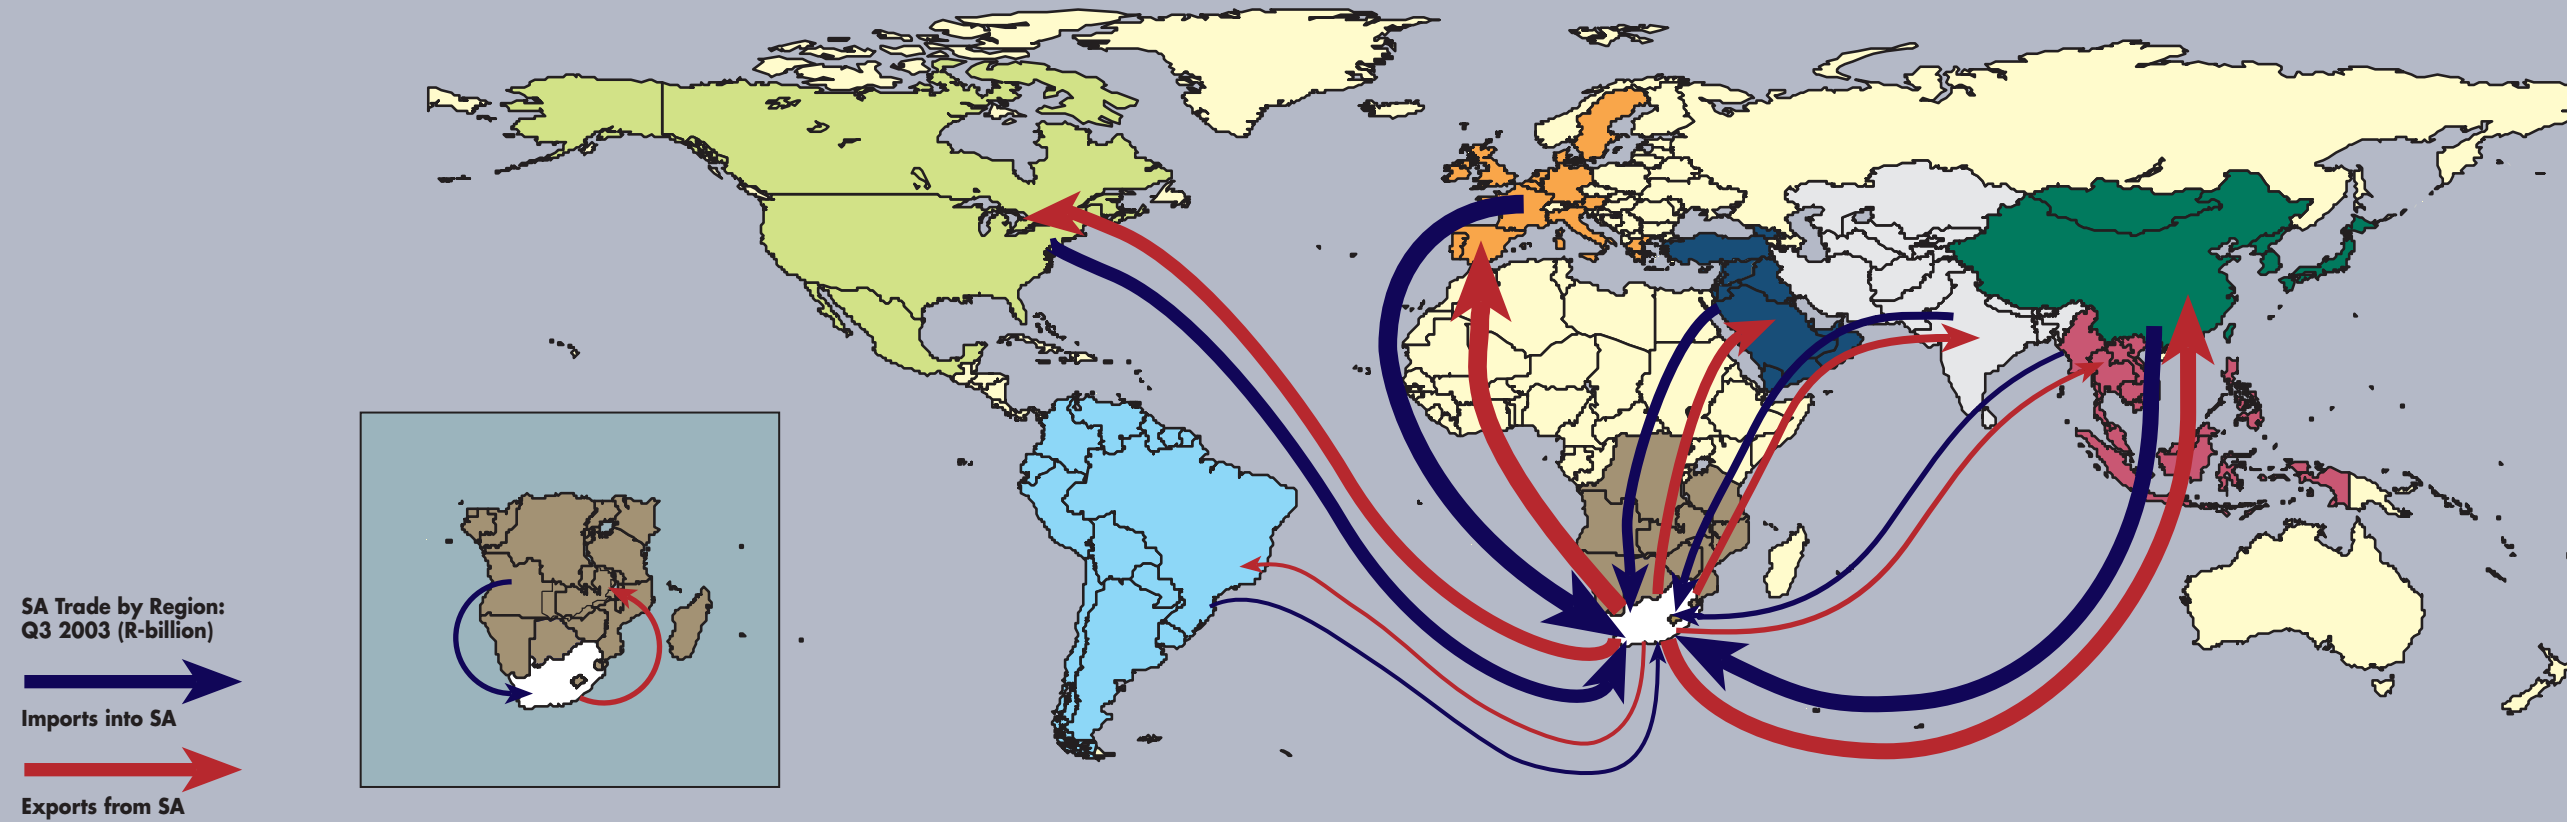 SA Trade by Region:
Q3 2003 (R-billion)
Imports into SA
Exports from SA